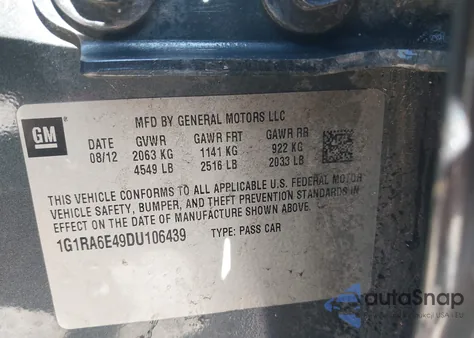 GM
MFD BY GENERAL MOTORS LLC
DATE GVWR GAWR FRT GAWR RR
08/12 2063 KG 1141 KG 922 KG
4549 LB 2516 LB 2033 LB
THIS VEHICLE CONFORMS TO ALL APPLICABLE U.S. FEDERAL MOTOR
VEHICLE SAFETY, BUMPER, AND THEFT PREVENTION STANDARDS IN
EFFECT ON THE DATE OF MANUFACTURE SHOWN ABOVE.
1G1RA6E49DU106439 TYPE: PASS CAR
autoSnap